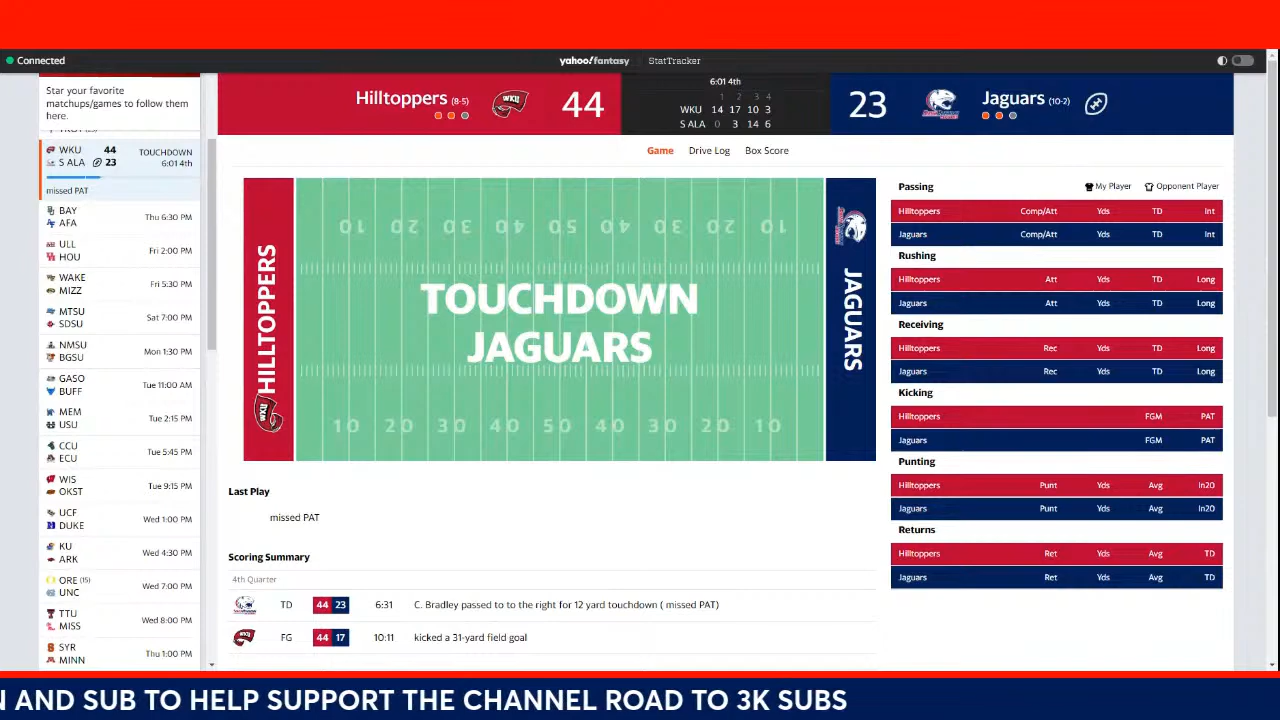 Connected
yahoo!fantasy StatTracker
Star your favorite
matchups/games to follow them
here.
WKU 44 TOUCHDOWN
S ALA 23 6:01 4th
missed PAT
BAY
AFA
Thu 6:30 PM
ULL
HOU
Fri 2:00 PM
WAKE
MIZZ
Fri 5:30 PM
MTSU
SDSU
Sat 7:00 PM
NMSU
BGSU
Mon 1:30 PM
GASO
BUFF
Tue 11:00 AM
MEM
USU
Tue 2:15 PM
CCU
ECU
Tue 5:45 PM
WIS
OKST
Tue 9:15 PM
UCF
DUKE
Wed 1:00 PM
KU
ARK
Wed 4:30 PM
ORE (15)
UNC
Wed 7:00 PM
TTU
MISS
Wed 8:00 PM
SYR
MINN
Thu 1:00 PM
Hilltoppers (8-5) WKU 44
6:01 4th
1 2 3 4
WKU 14 17 10 3
S ALA 0 3 14 6
23 Jaguars (10-2)
Game Drive Log Box Score
HILLTOPPERS
WKU
10 20 30 40 50 40 30 20 10
TOUCHDOWN
JAGUARS
10 20 30 40 50 40 30 20 10
JAGUARS
Last Play
missed PAT
Scoring Summary
4th Quarter
TD 44 23 6:31 C. Bradley passed to to the right for 12 yard touchdown ( missed PAT)
FG 44 17 10:11 kicked a 31-yard field goal
Passing My Player Opponent Player
Hilltoppers Comp/Att Yds TD Int
Jaguars Comp/Att Yds TD Int
Rushing
Hilltoppers Att Yds TD Long
Jaguars Att Yds TD Long
Receiving
Hilltoppers Rec Yds TD Long
Jaguars Rec Yds TD Long
Kicking
Hilltoppers FGM PAT
Jaguars FGM PAT
Punting
Hilltoppers Punt Yds Avg In20
Jaguars Punt Yds Avg In20
Returns
Hilltoppers Ret Yds Avg TD
Jaguars Ret Yds Avg TD
AND SUB TO HELP SUPPORT THE CHANNEL ROAD TO 3K SUBS